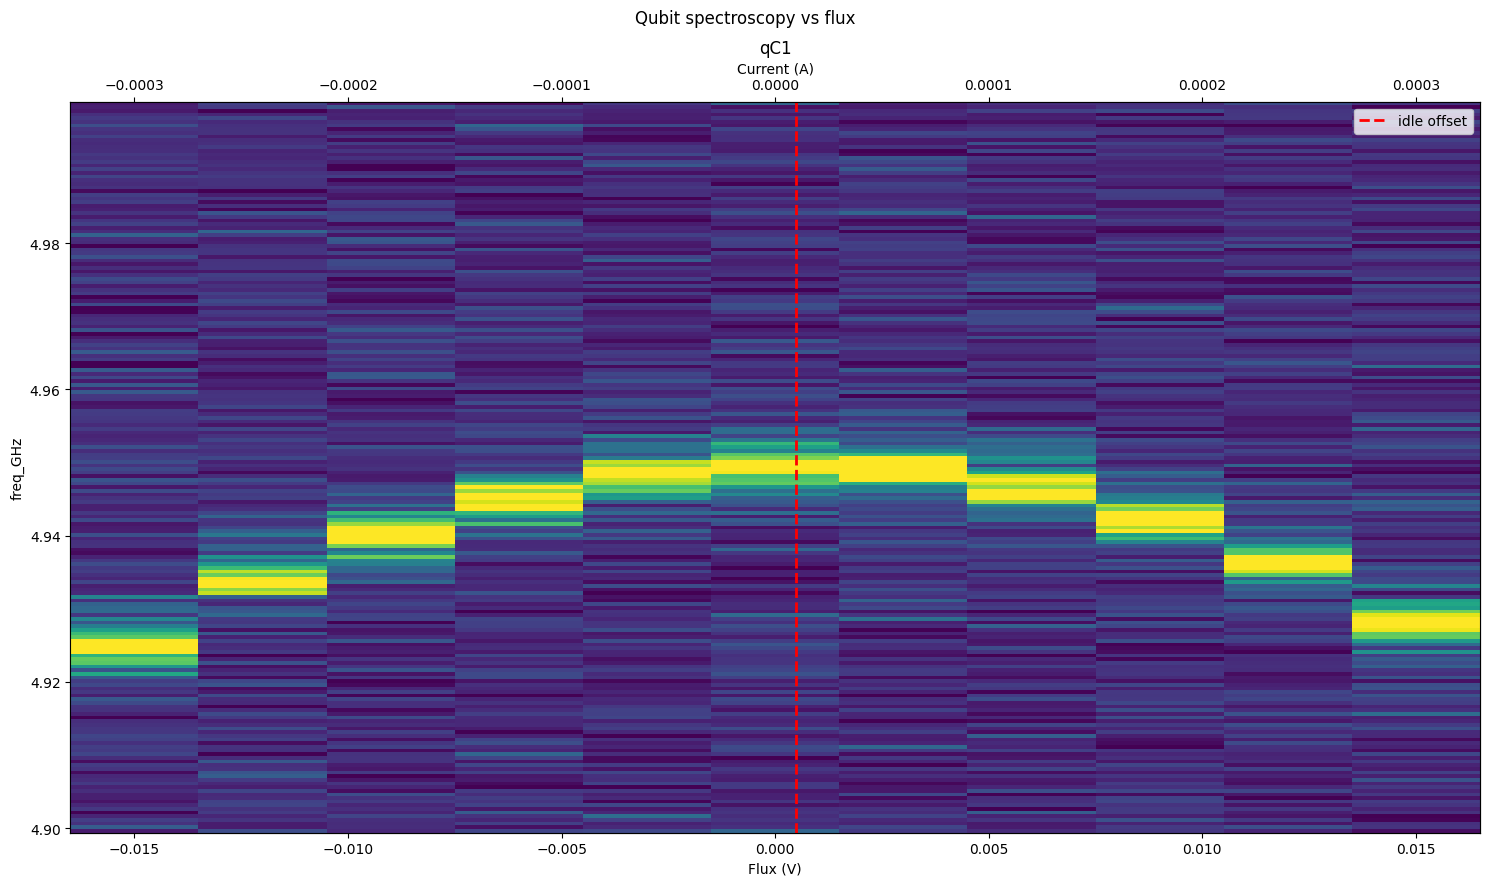 Qubit spectroscopy vs flux
qC1
Current (A)
−0.0003 −0.0002 −0.0001 0.0000 0.0001 0.0002 0.0003
idle offset
4.98
4.96
freq_GHz
4.94
4.92
4.90
−0.015 −0.010 −0.005 0.000 0.005 0.010 0.015
Flux (V)